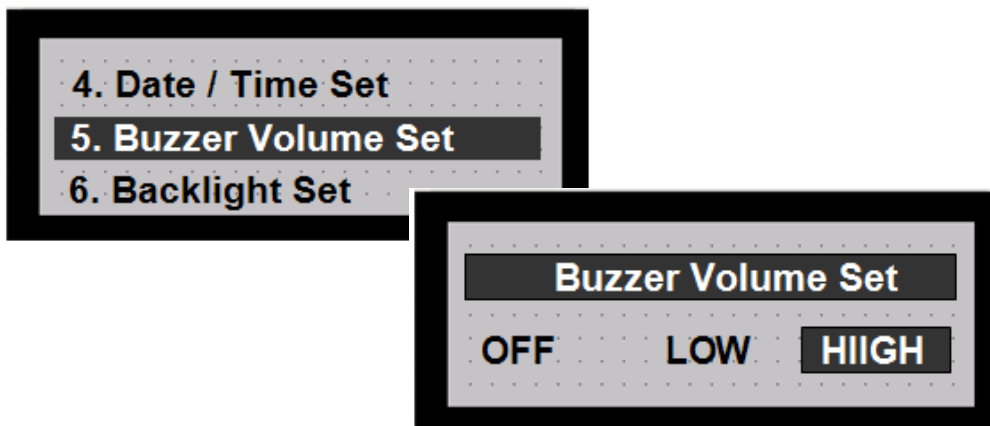 4. Date / Time Set
5. Buzzer Volume Set
6. Backlight Set
Buzzer Volume Set
OFF LOW HIIGH